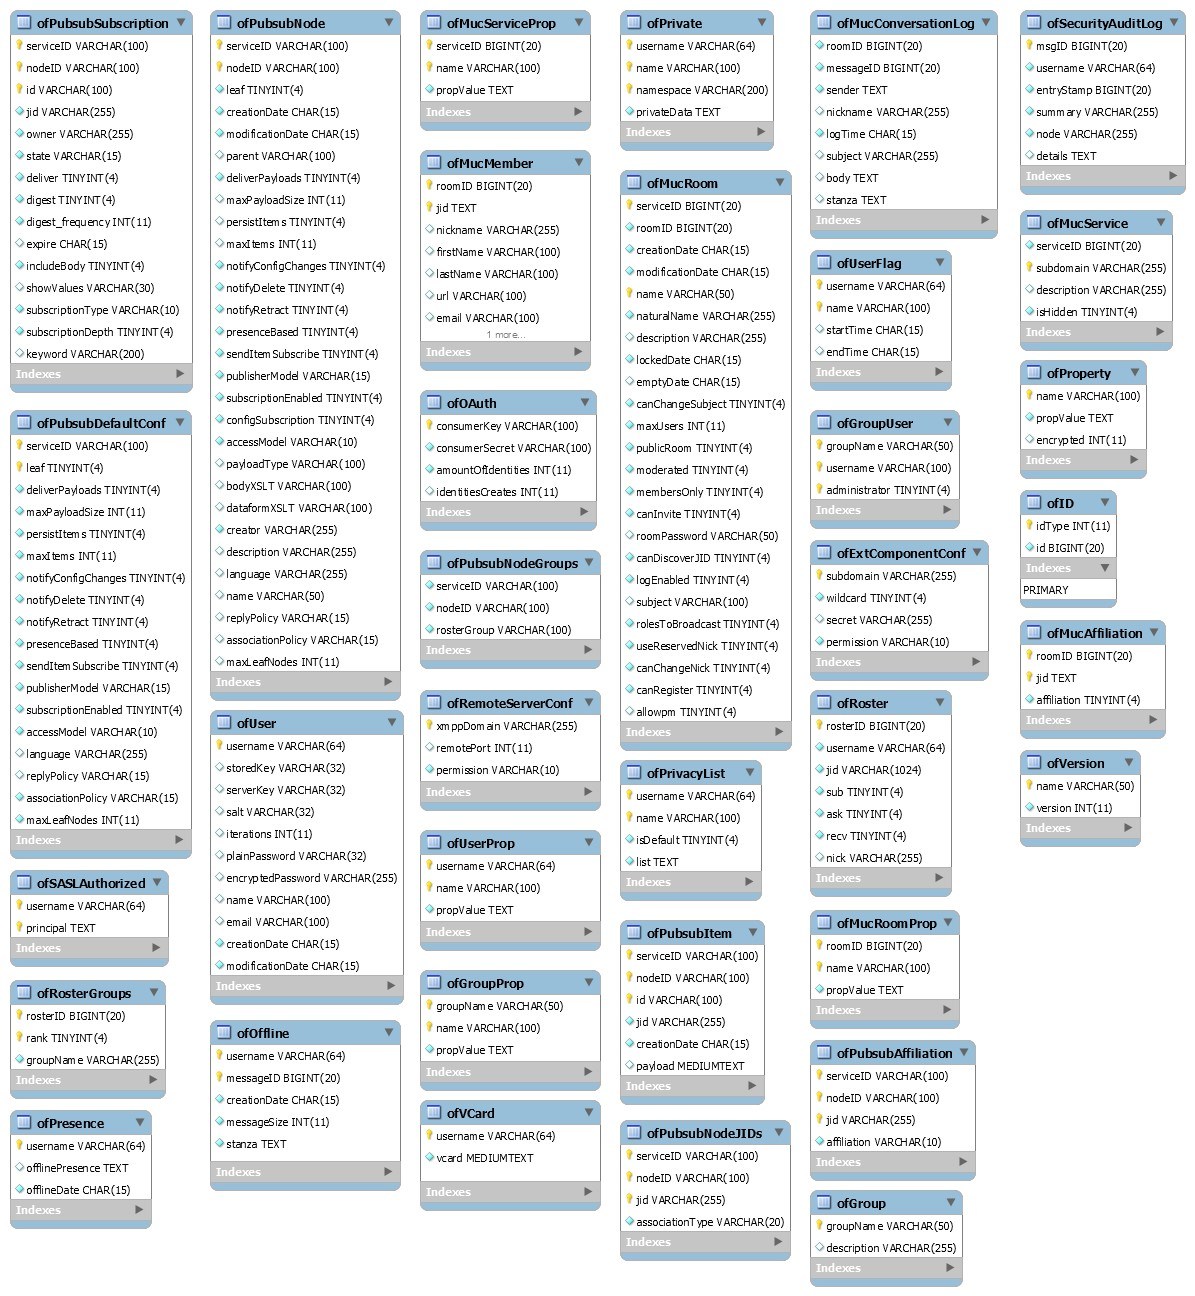 ofPubsubSubscription
serviceID VARCHAR(100)
nodeID VARCHAR(100)
id VARCHAR(100)
jid VARCHAR(255)
owner VARCHAR(255)
state VARCHAR(15)
deliver TINYINT(4)
digest TINYINT(4)
digest_frequency INT(11)
expire CHAR(15)
includeBody TINYINT(4)
showValues VARCHAR(30)
subscriptionType VARCHAR(10)
subscriptionDepth TINYINT(4)
keyword VARCHAR(200)
Indexes
ofPubsubDefaultConf
serviceID VARCHAR(100)
leaf TINYINT(4)
deliverPayloads TINYINT(4)
maxPayloadSize INT(11)
persistItems TINYINT(4)
maxItems INT(11)
notifyConfigChanges TINYINT(4)
notifyDelete TINYINT(4)
notifyRetract TINYINT(4)
presenceBased TINYINT(4)
sendItemSubscribe TINYINT(4)
publisherModel VARCHAR(15)
subscriptionEnabled TINYINT(4)
accessModel VARCHAR(10)
language VARCHAR(255)
replyPolicy VARCHAR(15)
associationPolicy VARCHAR(15)
maxLeafNodes INT(11)
Indexes
ofSASLAuthorized
username VARCHAR(64)
principal TEXT
Indexes
ofRosterGroups
rosterID BIGINT(20)
rank TINYINT(4)
groupName VARCHAR(255)
Indexes
ofPresence
username VARCHAR(64)
offlinePresence TEXT
offlineDate CHAR(15)
Indexes
ofPubsubNode
serviceID VARCHAR(100)
nodeID VARCHAR(100)
leaf TINYINT(4)
creationDate CHAR(15)
modificationDate CHAR(15)
parent VARCHAR(100)
deliverPayloads TINYINT(4)
maxPayloadSize INT(11)
persistItems TINYINT(4)
maxItems INT(11)
notifyConfigChanges TINYINT(4)
notifyDelete TINYINT(4)
notifyRetract TINYINT(4)
presenceBased TINYINT(4)
sendItemSubscribe TINYINT(4)
publisherModel VARCHAR(15)
subscriptionEnabled TINYINT(4)
configSubscription TINYINT(4)
accessModel VARCHAR(10)
payloadType VARCHAR(100)
bodyXSLT VARCHAR(100)
dataformXSLT VARCHAR(100)
creator VARCHAR(255)
description VARCHAR(255)
language VARCHAR(255)
name VARCHAR(50)
replyPolicy VARCHAR(15)
associationPolicy VARCHAR(15)
maxLeafNodes INT(11)
Indexes
ofUser
username VARCHAR(64)
storedKey VARCHAR(32)
serverKey VARCHAR(32)
salt VARCHAR(32)
iterations INT(11)
plainPassword VARCHAR(32)
encryptedPassword VARCHAR(255)
name VARCHAR(100)
email VARCHAR(100)
creationDate CHAR(15)
modificationDate CHAR(15)
Indexes
ofOffline
username VARCHAR(64)
messageID BIGINT(20)
creationDate CHAR(15)
messageSize INT(11)
stanza TEXT
Indexes
ofMucServiceProp
serviceID BIGINT(20)
name VARCHAR(100)
propValue TEXT
Indexes
ofMucMember
roomID BIGINT(20)
jid TEXT
nickname VARCHAR(255)
firstName VARCHAR(100)
lastName VARCHAR(100)
url VARCHAR(100)
email VARCHAR(100)
1 more...
Indexes
ofOAuth
consumerKey VARCHAR(100)
consumerSecret VARCHAR(100)
amountOfIdentities INT(11)
identitiesCreates INT(11)
Indexes
ofPubsubNodeGroups
serviceID VARCHAR(100)
nodeID VARCHAR(100)
rosterGroup VARCHAR(100)
Indexes
ofRemoteServerConf
xmppDomain VARCHAR(255)
remotePort INT(11)
permission VARCHAR(10)
Indexes
ofUserProp
username VARCHAR(64)
name VARCHAR(100)
propValue TEXT
Indexes
ofGroupProp
groupName VARCHAR(50)
name VARCHAR(100)
propValue TEXT
Indexes
ofVCard
username VARCHAR(64)
vcard MEDIUMTEXT
Indexes
ofPrivate
username VARCHAR(64)
name VARCHAR(100)
namespace VARCHAR(200)
privateData TEXT
Indexes
ofMucRoom
serviceID BIGINT(20)
roomID BIGINT(20)
creationDate CHAR(15)
modificationDate CHAR(15)
name VARCHAR(50)
naturalName VARCHAR(255)
description VARCHAR(255)
lockedDate CHAR(15)
emptyDate CHAR(15)
canChangeSubject TINYINT(4)
maxUsers INT(11)
publicRoom TINYINT(4)
moderated TINYINT(4)
membersOnly TINYINT(4)
canInvite TINYINT(4)
roomPassword VARCHAR(50)
canDiscoverJID TINYINT(4)
logEnabled TINYINT(4)
subject VARCHAR(100)
rolesToBroadcast TINYINT(4)
useReservedNick TINYINT(4)
canChangeNick TINYINT(4)
canRegister TINYINT(4)
allowpm TINYINT(4)
Indexes
ofPrivacyList
username VARCHAR(64)
name VARCHAR(100)
isDefault TINYINT(4)
list TEXT
Indexes
ofPubsubItem
serviceID VARCHAR(100)
nodeID VARCHAR(100)
id VARCHAR(100)
jid VARCHAR(255)
creationDate CHAR(15)
payload MEDIUMTEXT
Indexes
ofPubsubNodeJIDs
serviceID VARCHAR(100)
nodeID VARCHAR(100)
jid VARCHAR(255)
associationType VARCHAR(20)
Indexes
ofMucConversationLog
roomID BIGINT(20)
messageID BIGINT(20)
sender TEXT
nickname VARCHAR(255)
logTime CHAR(15)
subject VARCHAR(255)
body TEXT
stanza TEXT
Indexes
ofUserFlag
username VARCHAR(64)
name VARCHAR(100)
startTime CHAR(15)
endTime CHAR(15)
Indexes
ofGroupUser
groupName VARCHAR(50)
username VARCHAR(100)
administrator TINYINT(4)
Indexes
ofExtComponentConf
subdomain VARCHAR(255)
wildcard TINYINT(4)
secret VARCHAR(255)
permission VARCHAR(10)
Indexes
ofRoster
rosterID BIGINT(20)
username VARCHAR(64)
jid VARCHAR(1024)
sub TINYINT(4)
ask TINYINT(4)
recv TINYINT(4)
nick VARCHAR(255)
Indexes
ofMucRoomProp
roomID BIGINT(20)
name VARCHAR(100)
propValue TEXT
Indexes
ofPubsubAffiliation
serviceID VARCHAR(100)
nodeID VARCHAR(100)
jid VARCHAR(255)
affiliation VARCHAR(10)
Indexes
ofGroup
groupName VARCHAR(50)
description VARCHAR(255)
Indexes
ofSecurityAuditLog
msgID BIGINT(20)
username VARCHAR(64)
entryStamp BIGINT(20)
summary VARCHAR(255)
node VARCHAR(255)
details TEXT
Indexes
ofMucService
serviceID BIGINT(20)
subdomain VARCHAR(255)
description VARCHAR(255)
isHidden TINYINT(4)
Indexes
ofProperty
name VARCHAR(100)
propValue TEXT
encrypted INT(11)
Indexes
ofID
idType INT(11)
id BIGINT(20)
Indexes
PRIMARY
ofMucAffiliation
roomID BIGINT(20)
jid TEXT
affiliation TINYINT(4)
Indexes
ofVersion
name VARCHAR(50)
version INT(11)
Indexes